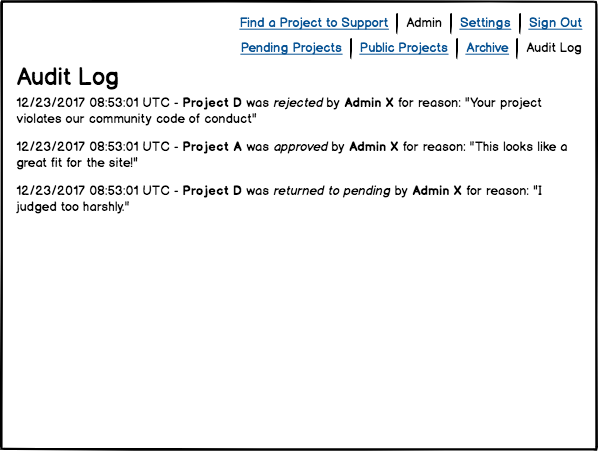 Find a Project to Support | Admin | Settings | Sign Out
Pending Projects | Public Projects | Archive | Audit Log
Audit Log
12/23/2017 08:53:01 UTC - Project D was rejected by Admin X for reason: "Your project
violates our community code of conduct"
12/23/2017 08:53:01 UTC - Project A was approved by Admin X for reason: "This looks like a
great fit for the site!"
12/23/2017 08:53:01 UTC - Project D was returned to pending by Admin X for reason: "I
judged too harshly."